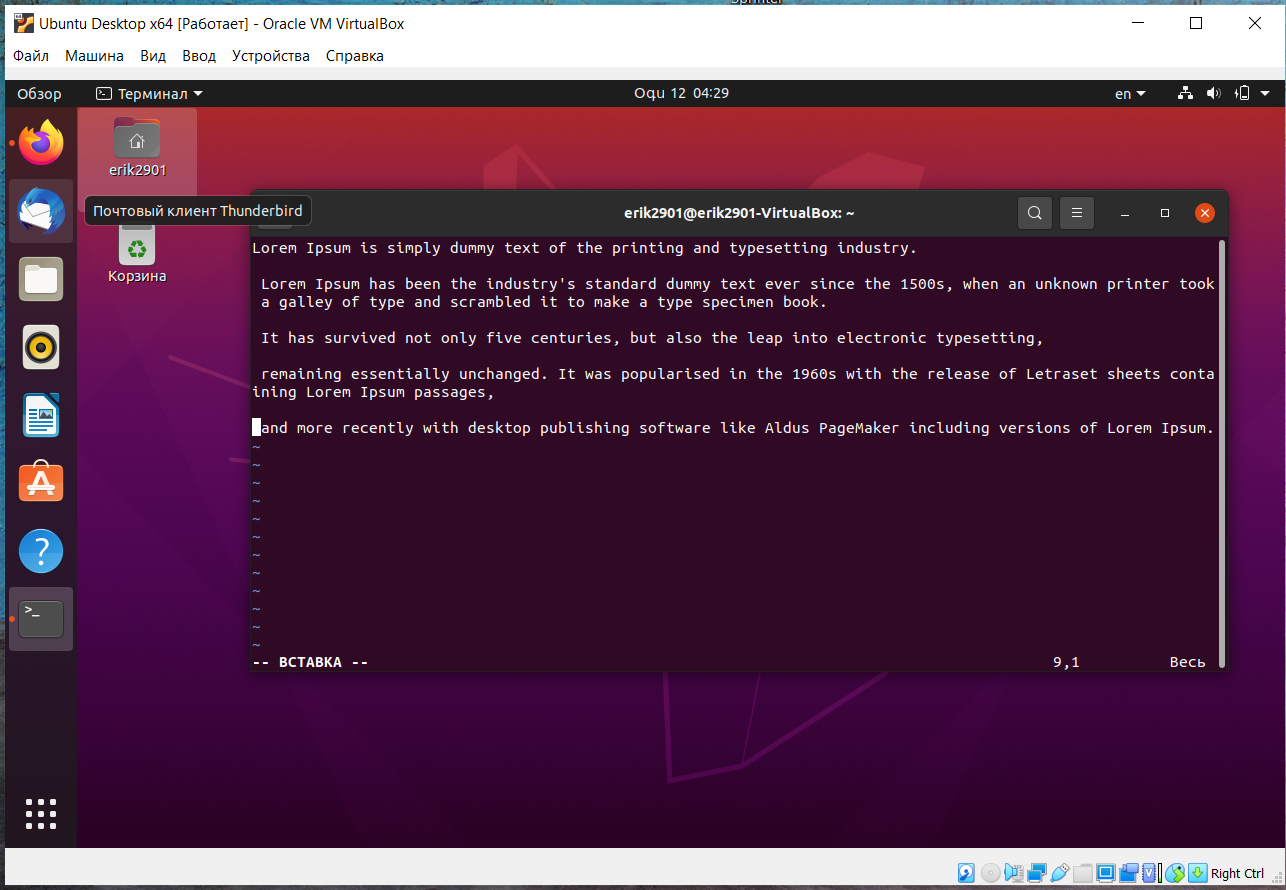 Ubuntu Desktop x64 [Работает] - Oracle VM VirtualBox
Файл Машина Вид Ввод Устройства Справка
Обзор Терминал Oqu 12 04:29 en
erik2901
Почтовый клиент Thunderbird
erik2901@erik2901-VirtualBox: ~
Корзина
Lorem Ipsum is simply dummy text of the printing and typesetting industry.
Lorem Ipsum has been the industry's standard dummy text ever since the 1500s, when an unknown printer took
a galley of type and scrambled it to make a type specimen book.
It has survived not only five centuries, but also the leap into electronic typesetting,
remaining essentially unchanged. It was popularised in the 1960s with the release of Letraset sheets conta
ining Lorem Ipsum passages,
and more recently with desktop publishing software like Aldus PageMaker including versions of Lorem Ipsum.
~
~
~
~
~
~
~
~
~
~
~
~
-- ВСТАВКА -- 9,1 Весь
Right Ctrl